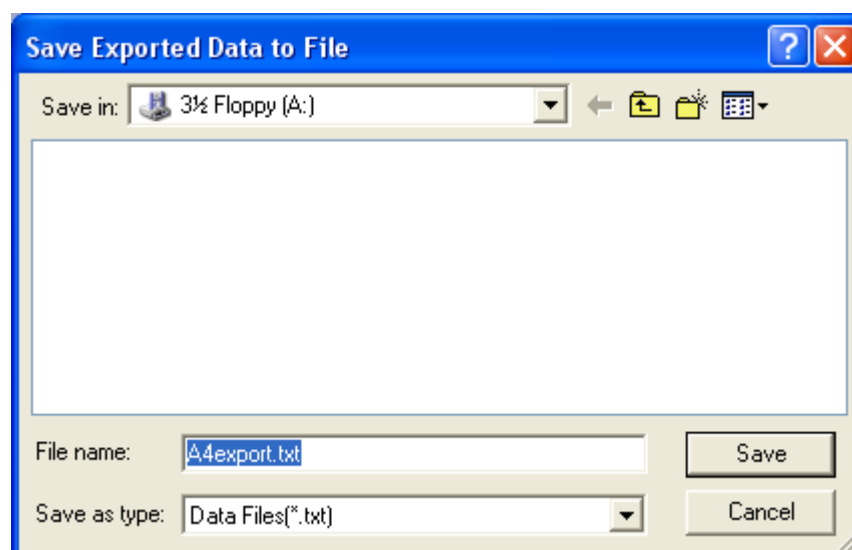 Save Exported Data to File
Save in: 3½ Floppy (A:)
File name: A4export.txt Save
Save as type: Data Files(*.txt) Cancel